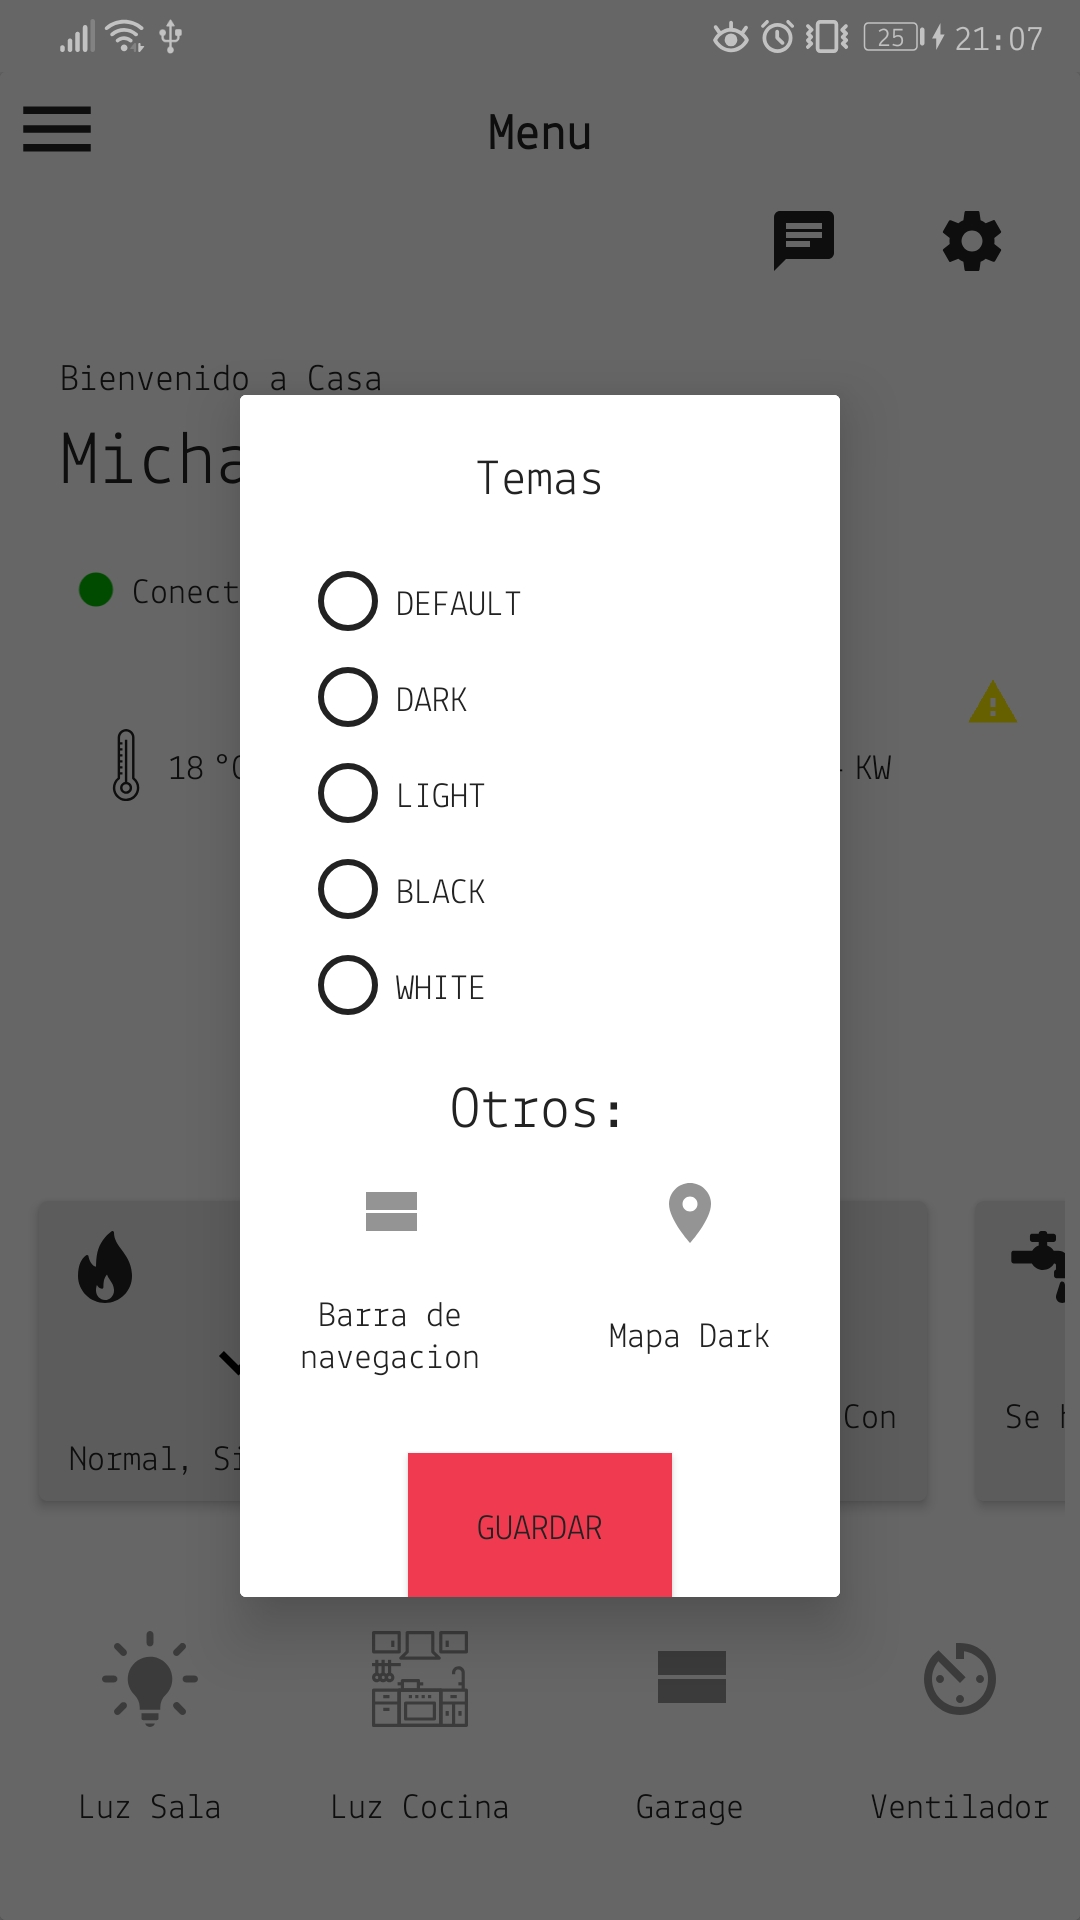 25
21:07
Menu
Bienvenido a Casa
Micha
Temas
Conect
DEFAULT
DARK
18 °C
KW
LIGHT
BLACK
WHITE
Otros:
Barra de
navegacion
Mapa Dark
Con
Se
Normal, Si
GUARDAR
Luz Sala
Luz Cocina
Garage
Ventilador